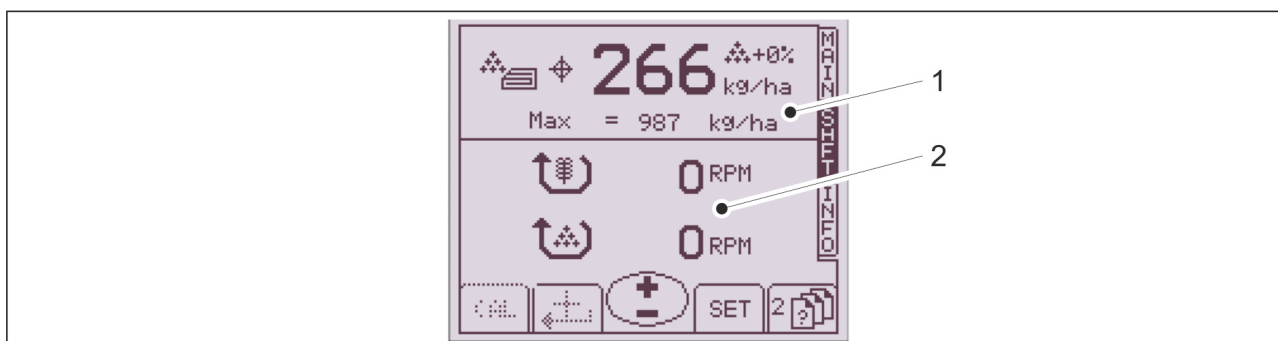 266 +0%
kg/ha
Max = 987 kg/ha
0 RPM
0 RPM
CAL
SET
2 ?
MAIN
SHFT
INFO
1
2